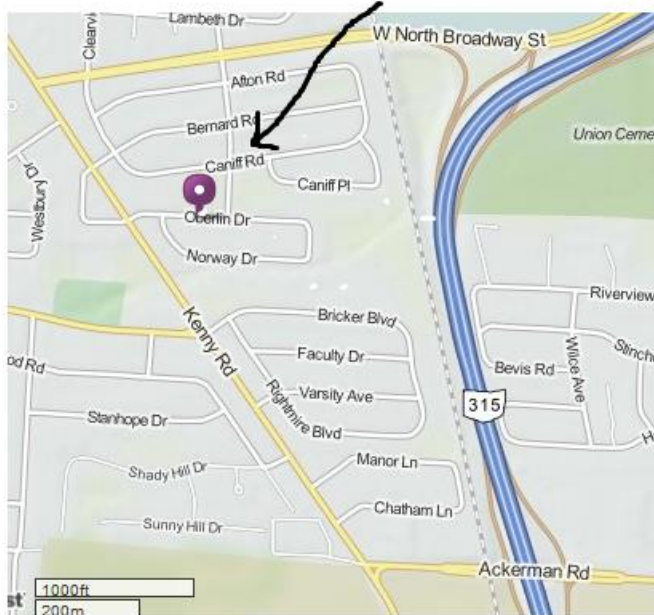 Lambeth Dr
W North Broadway St
Afton Rd
Bernard
Union Ceme
Caniff Rd
Caniff Pl
Westbury Dr
Oberlin Dr
Norway Dr
Riverview
Bricker Blvd
Kenny Rd
Faculty Dr
Bevis Rd
Wilce Ave
od Rd
Varsity Ave
315
Rightmire Blvd
Stanhope Dr
Manor Ln
Shady Hill Dr
Chatham Ln
Sunny Hill Dr
Ackerman Rd
st
1000ft
200m